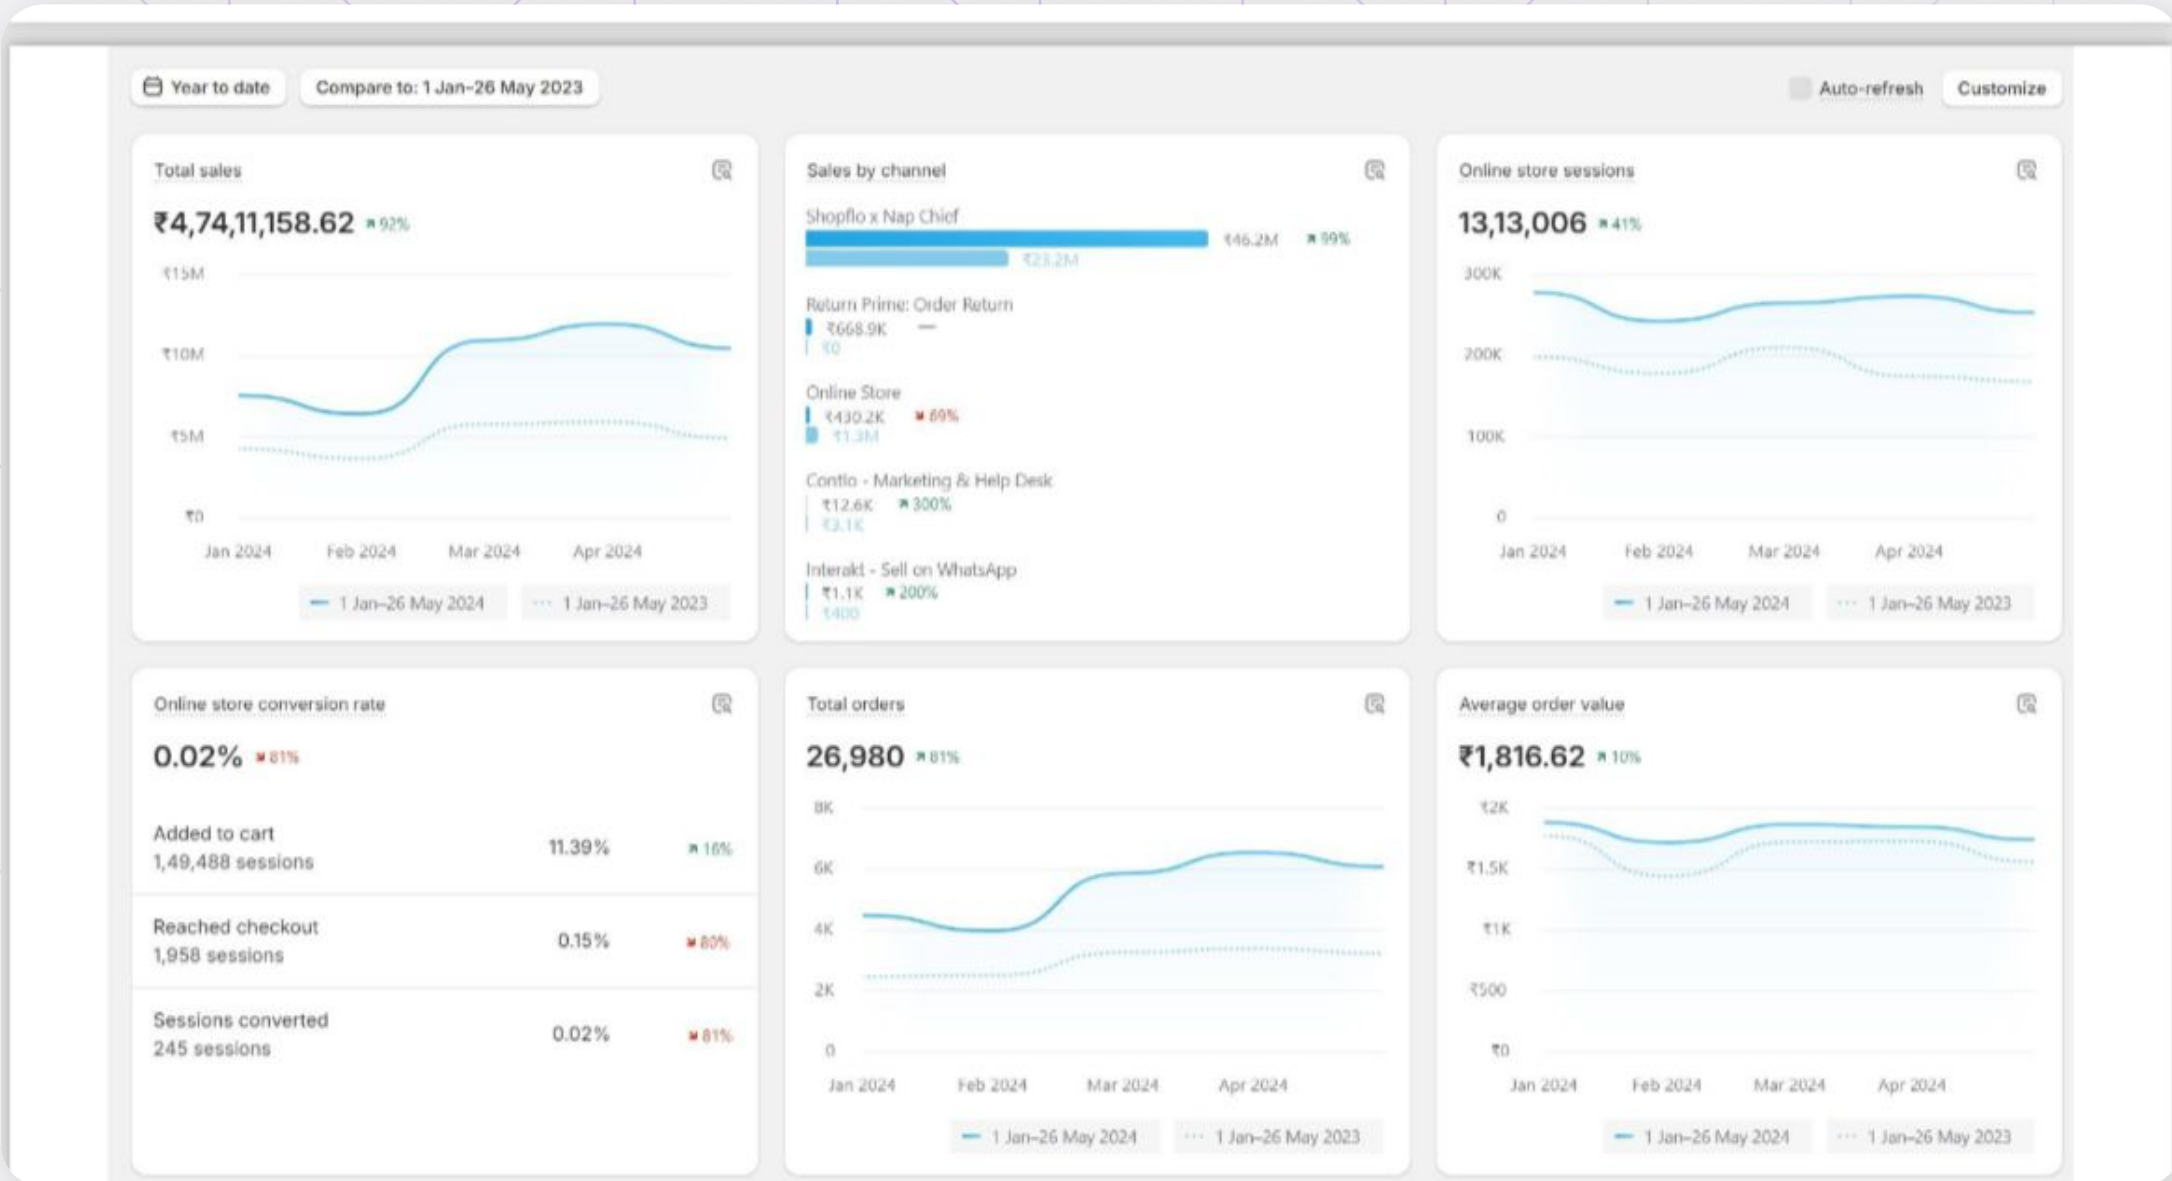 Year to date
Compare to: 1 Jan–26 May 2023
Auto-refresh
Customize
Total sales
₹4,74,11,158.62 92%
₹15M
₹10M
₹5M
₹0
Jan 2024 Feb 2024 Mar 2024 Apr 2024
1 Jan–26 May 2024 1 Jan–26 May 2023
Sales by channel
Shopflo x Nap Chief
₹46.2M 99%
₹23.2M
Return Prime: Order Return
₹668.9K —
₹0
Online Store
₹430.2K 69%
₹1.3M
Contlo - Marketing & Help Desk
₹12.6K 300%
₹3.1K
Interakt - Sell on WhatsApp
₹1.1K 200%
₹400
Online store sessions
13,13,006 41%
300K
200K
100K
0
Jan 2024 Feb 2024 Mar 2024 Apr 2024
1 Jan–26 May 2024 1 Jan–26 May 2023
Online store conversion rate
0.02% 81%
Added to cart
1,49,488 sessions
11.39% 16%
Reached checkout
1,958 sessions
0.15% 80%
Sessions converted
245 sessions
0.02% 81%
Total orders
26,980 81%
8K
6K
4K
2K
0
Jan 2024 Feb 2024 Mar 2024 Apr 2024
1 Jan–26 May 2024 1 Jan–26 May 2023
Average order value
₹1,816.62 10%
₹2K
₹1.5K
₹1K
₹500
₹0
Jan 2024 Feb 2024 Mar 2024 Apr 2024
1 Jan–26 May 2024 1 Jan–26 May 2023